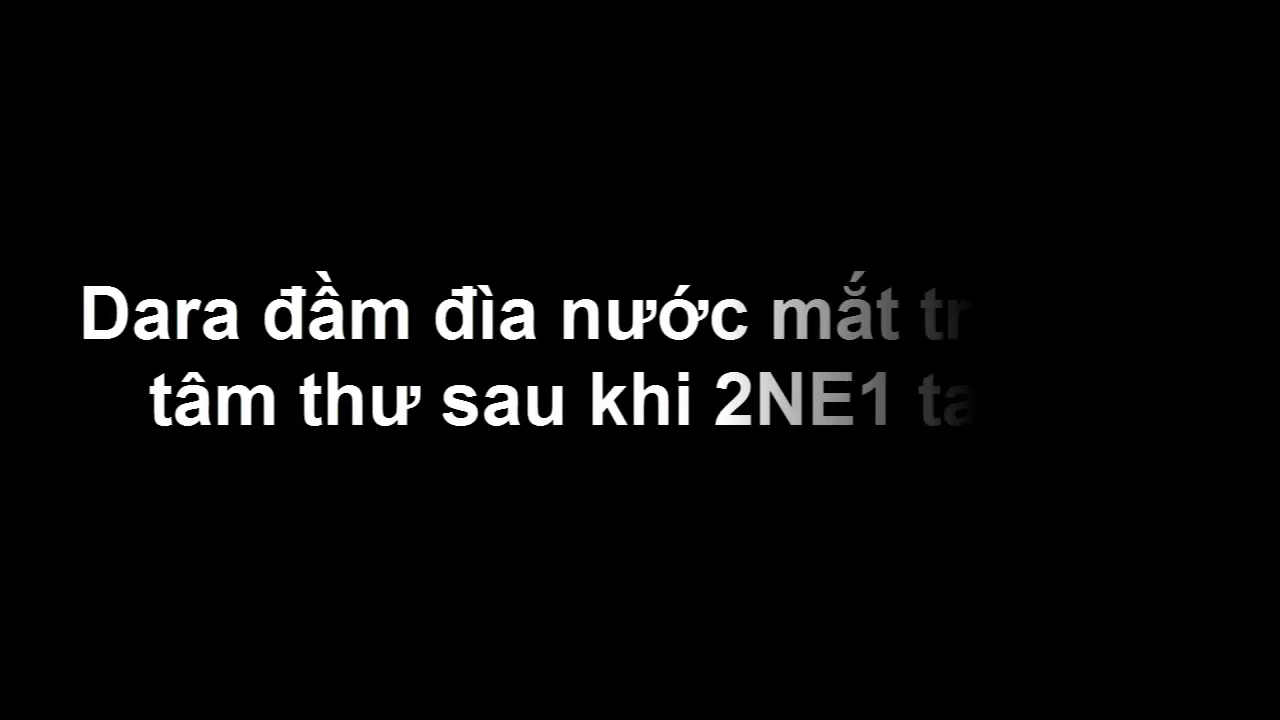 Dara đầm đìa nước mắt
tâm thư sau khi 2NE1